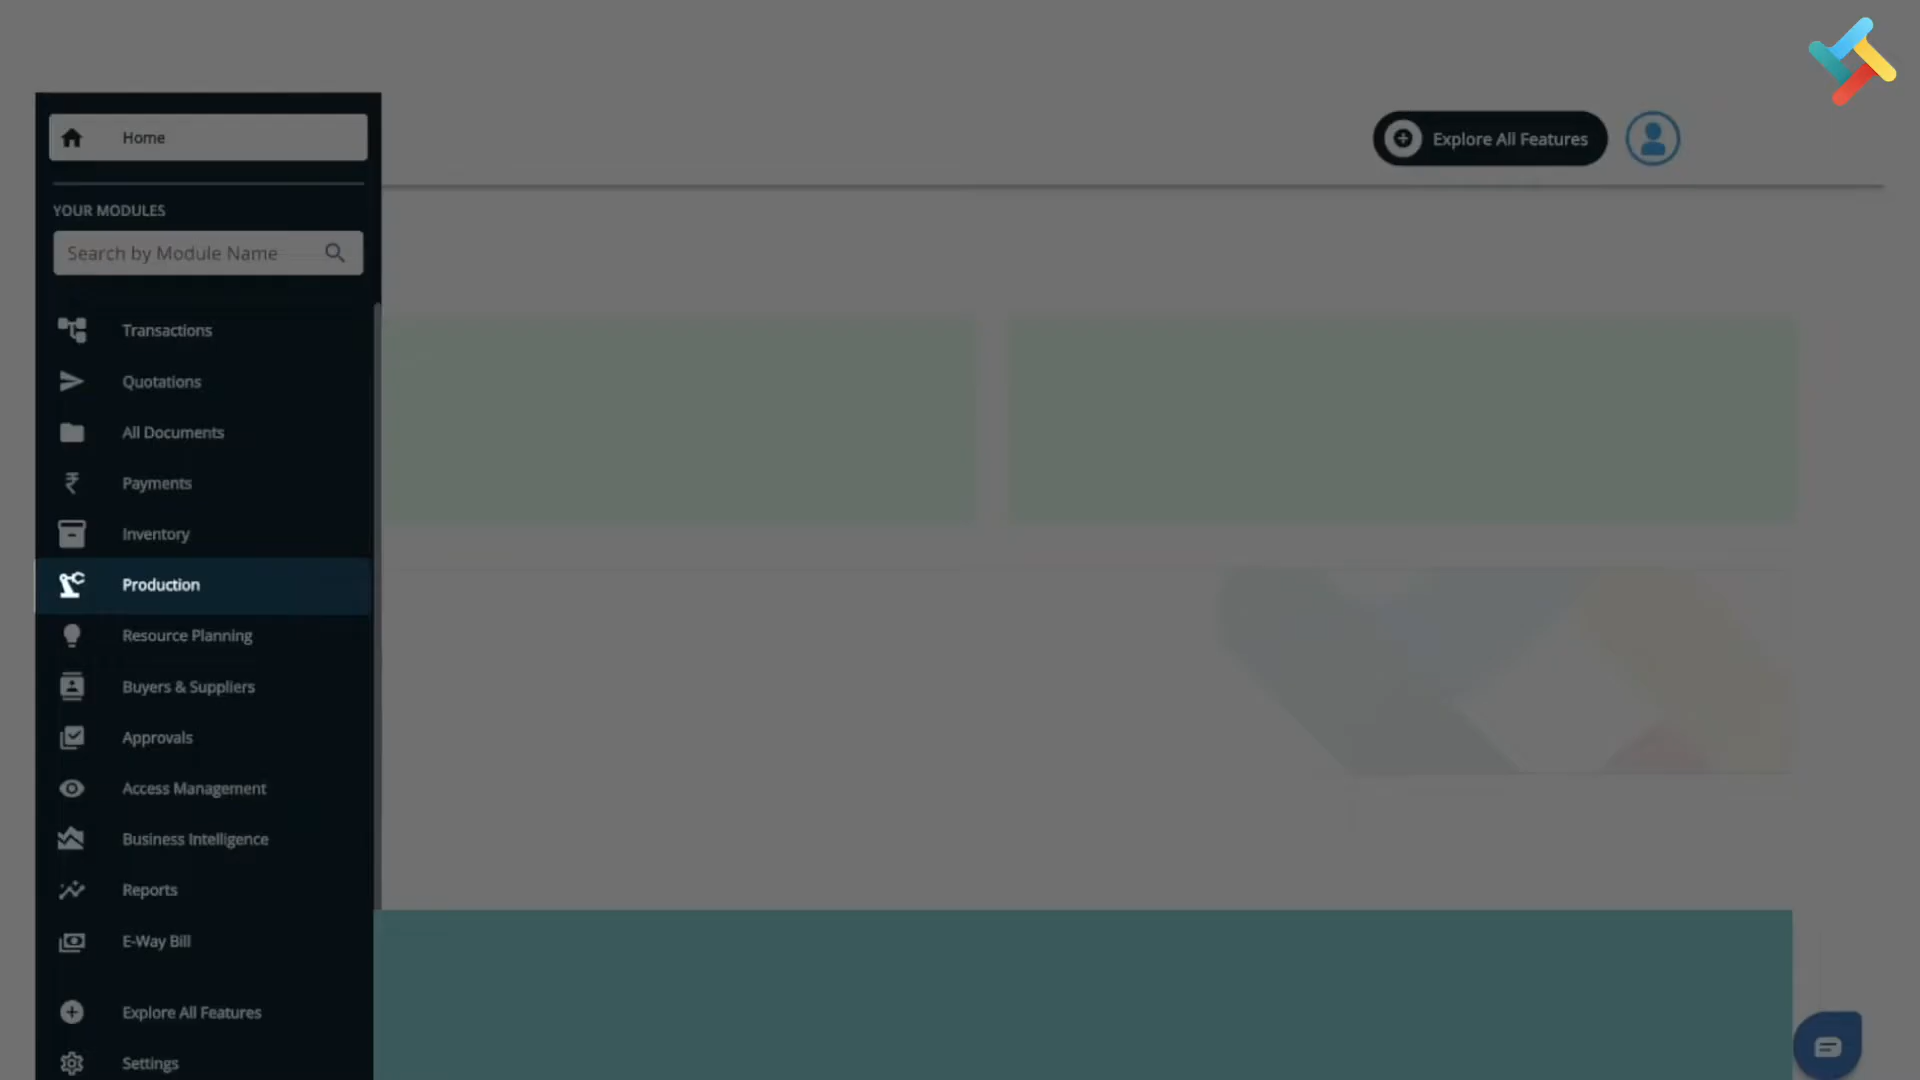 Home
Explore All Features
YOUR MODULES
Search by Module Name
Transactions
Quotations
All Documents
Payments
Inventory
Production
Resource Planning
Buyers & Suppliers
Approvals
Access Management
Business Intelligence
Reports
E-Way Bill
Explore All Features
Settings